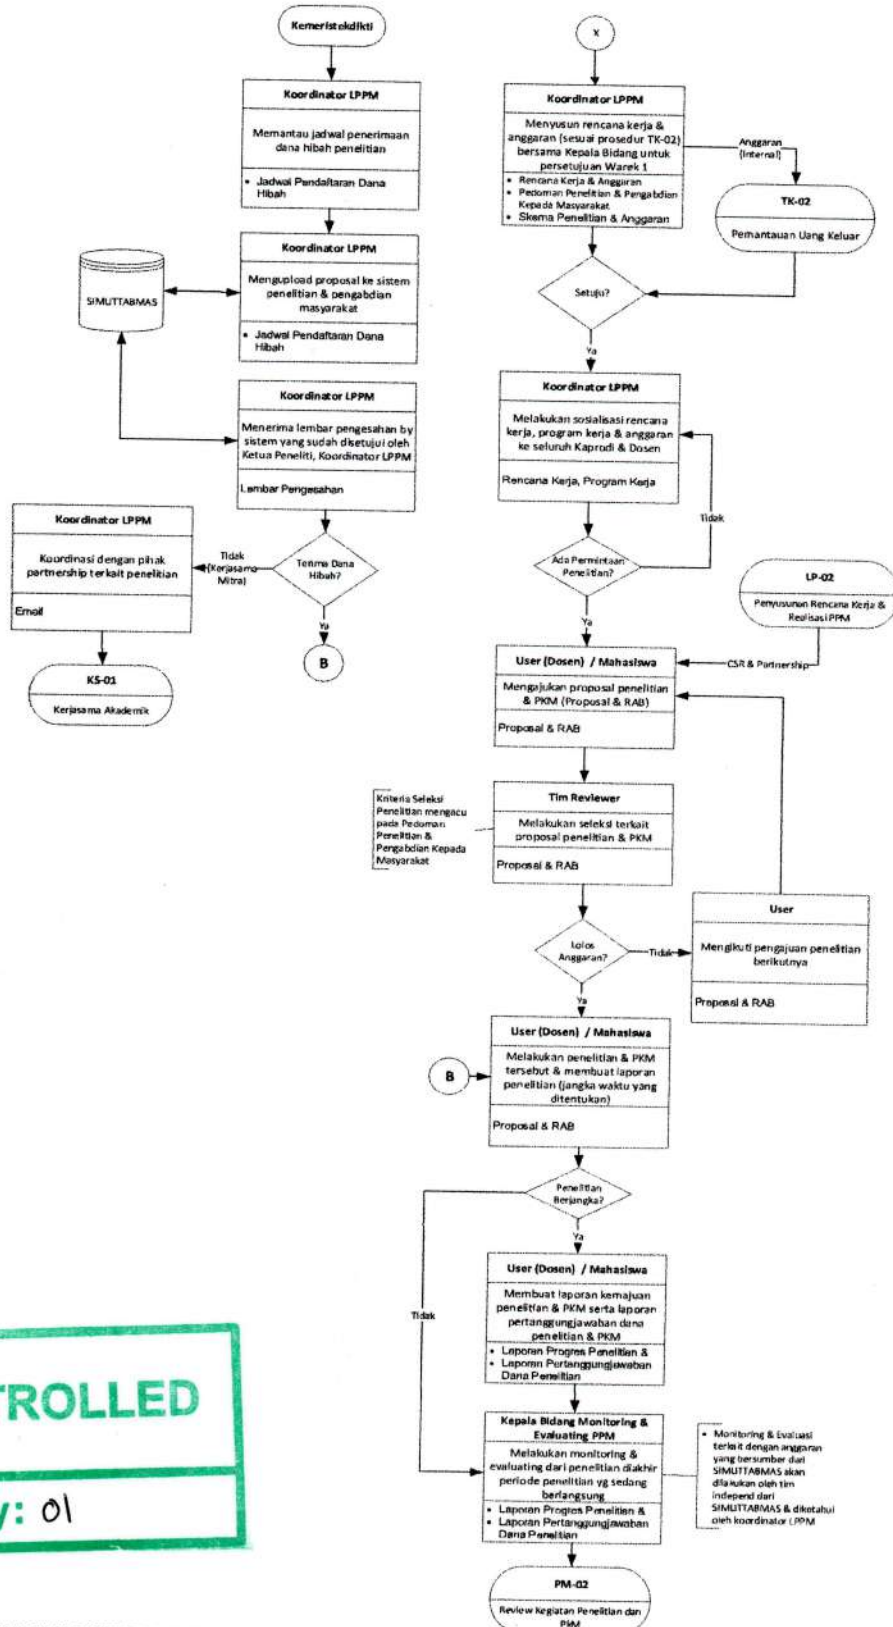 Kemeristekdikti
Koordinator LPPM
Memantau jadwal penerimaan
dana hibah penelitian
• Jadwal Pendaftaran Dana
Hibah
Koordinator LPPM
Mengupload proposal ke sistem
penelitian & pengabdian
masyarakat
• Jadwal Pendaftaran Dana
Hibah
SIMUTTABMAS
Koordinator LPPM
Menerima lembar pengesahan by
sistem yang sudah disetujui oleh
Ketua Peneliti, Koordinator LPPM
Lembar Pengesahan
Terima Dana
Hibah?
Tidak
(Kerjasama
Mitra)
Ya
B
Koordinator LPPM
Koordinasi dengan pihak
partnership terkait penelitian
Email
KS-01
Kerjasama Akademik
X
Koordinator LPPM
Menyusun rencana kerja &
anggaran (sesuai prosedur TK-02)
bersama Kepala Bidang untuk
persetujuan Warek 1
• Rencana Kerja & Anggaran
• Pedoman Penelitian & Pengabdian
Kepada Masyarakat
• Skema Penelitian & Anggaran
Anggaran
(Internal)
TK-02
Pemantauan Uang Keluar
Setuju?
Ya
Koordinator LPPM
Melakukan sosialisasi rencana
kerja, program kerja & anggaran
ke seluruh Kaprodi & Dosen
Rencana Kerja, Program Kerja
Tidak
Ada Permintaan
Penelitian?
Ya
LP-02
Penyusunan Rencana Kerja &
Realisasi PPM
CSR & Partnership
User (Dosen) / Mahasiswa
Mengajukan proposal penelitian
& PKM (Proposal & RAB)
Proposal & RAB
Kriteria Seleksi
Penelitian mengacu
pada Pedoman
Penelitian &
Pengabdian Kepada
Masyarakat
Tim Reviewer
Melakukan seleksi terkait
proposal penelitian & PKM
Proposal & RAB
Lolos
Anggaran?
Tidak
Ya
User
Mengikuti pengajuan penelitian
berikutnya
Proposal & RAB
B
User (Dosen) / Mahasiswa
Melakukan penelitian & PKM
tersebut & membuat laporan
penelitian (jangka waktu yang
ditentukan)
Proposal & RAB
Penelitian
Berjangka?
Ya
Tidak
User (Dosen) / Mahasiswa
Membuat laporan kemajuan
penelitian & PKM serta laporan
pertanggungjawaban dana
penelitian & PKM
• Laporan Progres Penelitian &
• Laporan Pertanggungjawaban
Dana Penelitian
Kepala Bidang Monitoring &
Evaluating PPM
Melakukan monitoring &
evaluating dari penelitian diakhir
periode penelitian yg sedang
berlangsung
• Laporan Progres Penelitian &
• Laporan Pertanggungjawaban
Dana Penelitian
• Monitoring & Evaluasi
terkait dengan anggaran
yang bersumber dari
SIMUTTABMAS akan
dilakukan oleh tim
independ dari
SIMUTTABMAS & diketahui
oleh koordinator LPPM
PM-02
Review Kegiatan Penelitian dan
PkM
TROLLED
y: 01